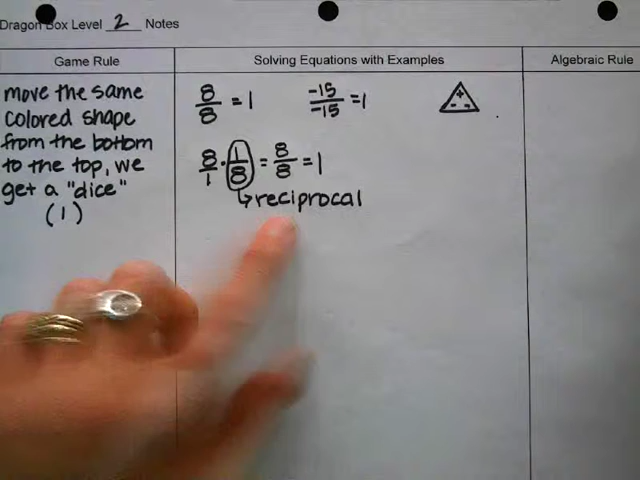 Dragon Box Level 2 Notes
Game Rule
Solving Equations with Examples
Algebraic Rule
move the same
colored shape
from the bottom
to the top, we
get a "dice"
(1)
8/8 = 1
-15/-15 = 1
+
- -
8/1 · 1/8 = 8/8 = 1
↳ reciprocal